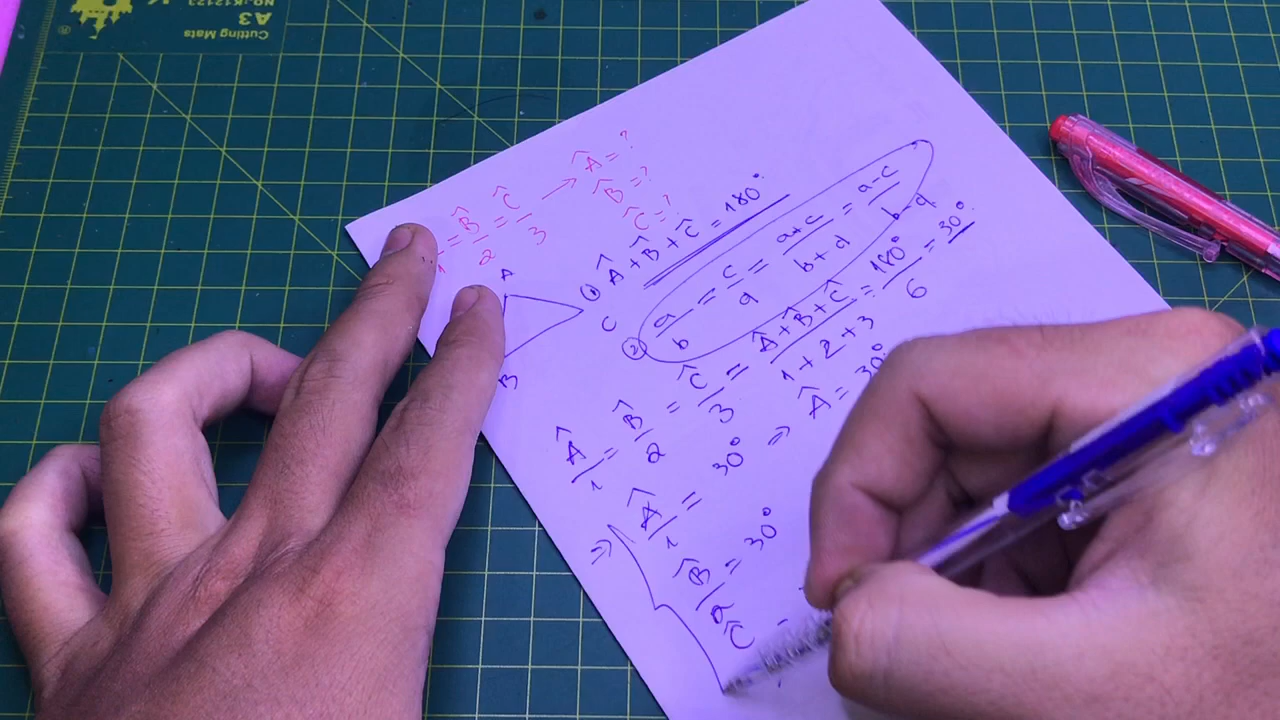 Cutting Mats
A3
= B̂/2 = Ĉ/3 → Â = ?
1
B̂ = ?
Ĉ = ?
A
B
C
① Â + B̂ + Ĉ = 180°
② a/b = c/d = a+c/b+d = a-c/b-d
Â/1 = B̂/2 = Ĉ/3 = Â+B̂+Ĉ/1+2+3 = 180°/6 = 30°
⇒ Â/1 = 30° ⇒ Â = 30°
B̂/2 = 30°
Ĉ